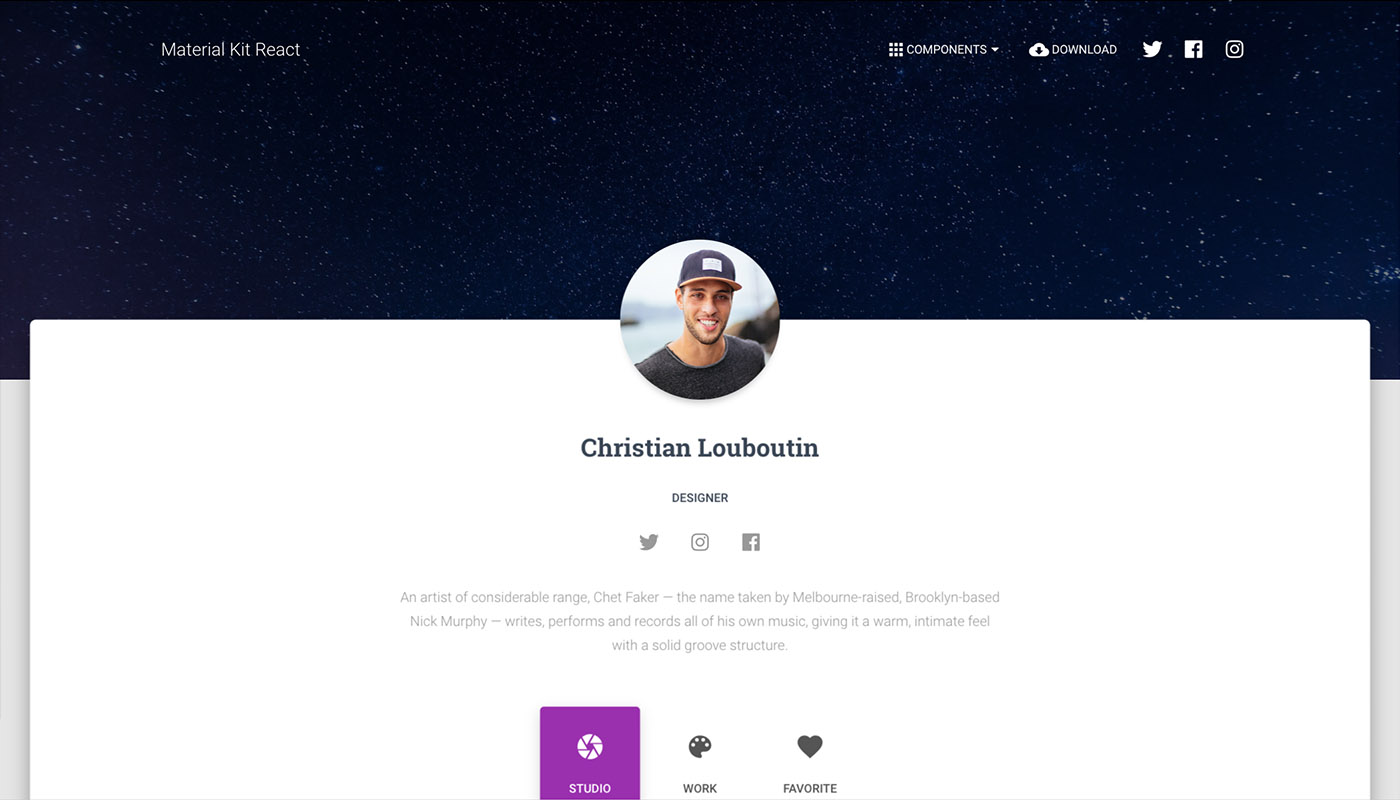 Material Kit React
COMPONENTS
DOWNLOAD
Christian Louboutin
DESIGNER
An artist of considerable range, Chet Faker — the name taken by Melbourne-raised, Brooklyn-based
Nick Murphy — writes, performs and records all of his own music, giving it a warm, intimate feel
with a solid groove structure.
STUDIO
WORK
FAVORITE